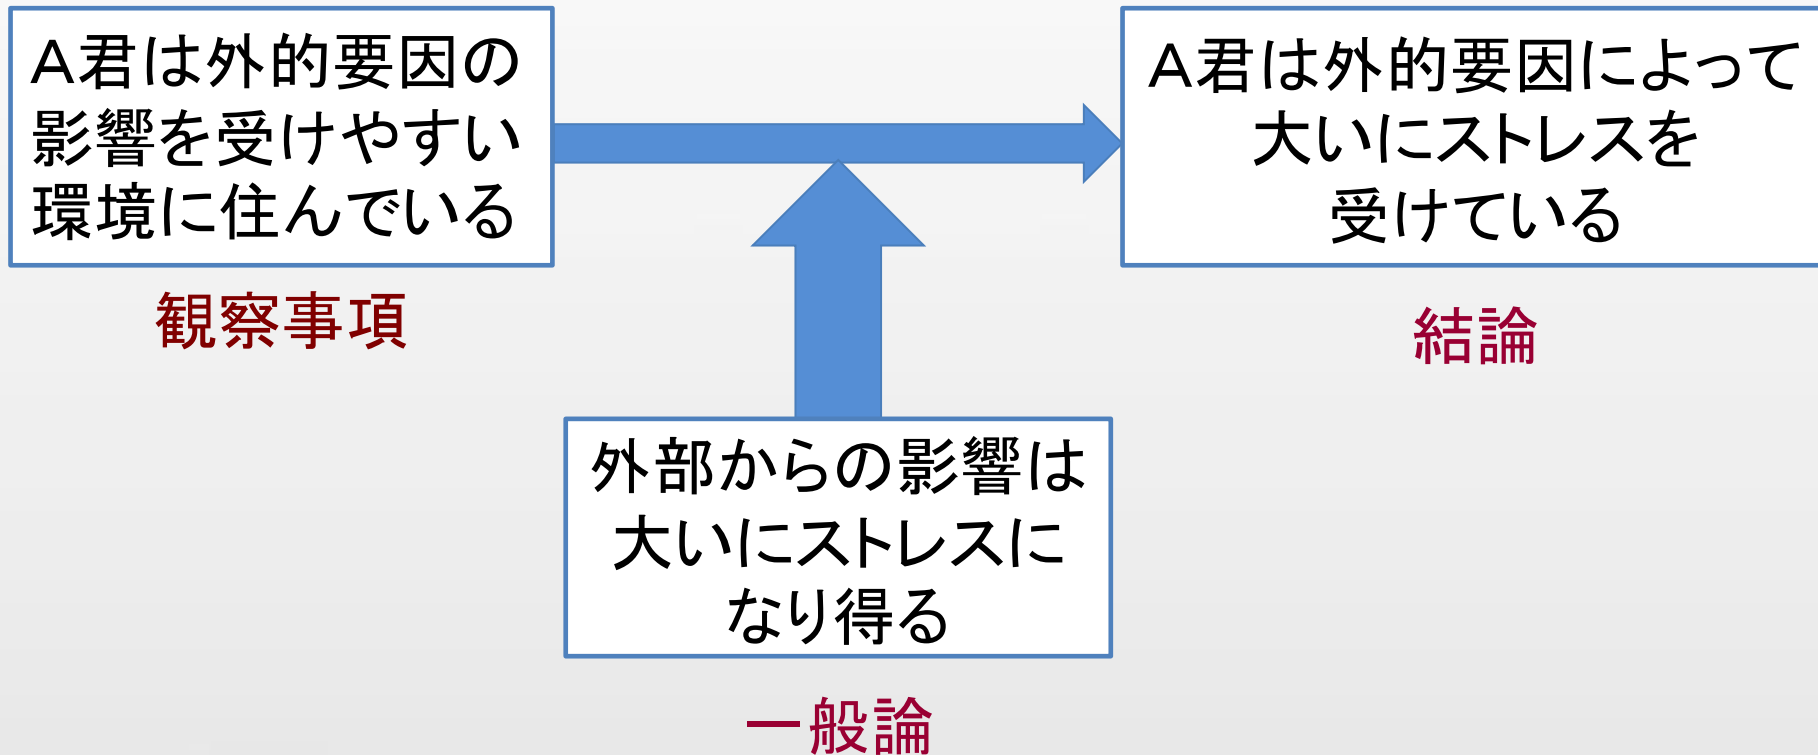 A君は外的要因の
影響を受けやすい
環境に住んでいる
観察事項
A君は外的要因によって
大いにストレスを
受けている
結論
外部からの影響は
大いにストレスに
なり得る
一般論